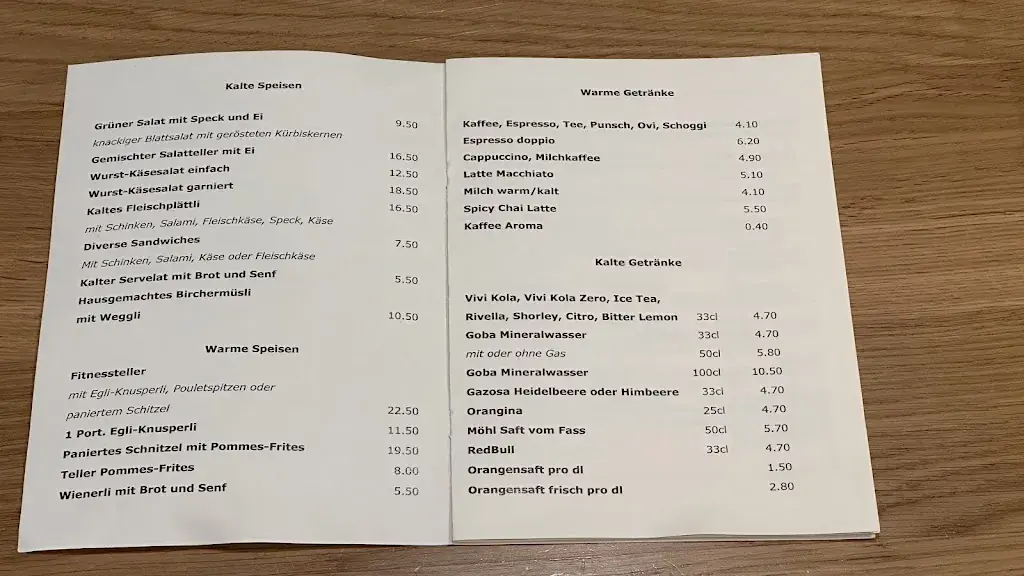 Kalte Speisen
Grüner Salat mit Speck und Ei 9.50
knackiger Blattsalat mit gerösteten Kürbiskernen
Gemischter Salatteller mit Ei 16.50
Wurst-Käsesalat einfach 12.50
Wurst-Käsesalat garniert 18.50
Kaltes Fleischplättli 16.50
mit Schinken, Salami, Fleischkäse, Speck, Käse
Diverse Sandwiches 7.50
Mit Schinken, Salami, Käse oder Fleischkäse
Kalter Servelat mit Brot und Senf 5.50
Hausgemachtes Birchermüsli
mit Weggli 10.50
Warme Speisen
Fitnessteller
mit Egli-Knusperli, Pouletspitzen oder
paniertem Schitzel 22.50
1 Port. Egli-Knusperli 11.50
Paniertes Schnitzel mit Pommes-Frites 19.50
Teller Pommes-Frites 8.00
Wienerli mit Brot und Senf 5.50
Warme Getränke
Kaffee, Espresso, Tee, Punsch, Ovi, Schoggi 4.10
Espresso doppio 6.20
Cappuccino, Milchkaffee 4.90
Latte Macchiato 5.10
Milch warm/kalt 4.10
Spicy Chai Latte 5.50
Kaffee Aroma 0.40
Kalte Getränke
Vivi Kola, Vivi Kola Zero, Ice Tea,
Rivella, Shorley, Citro, Bitter Lemon 33cl 4.70
Goba Mineralwasser 33cl 4.70
mit oder ohne Gas 50cl 5.80
Goba Mineralwasser 100cl 10.50
Gazosa Heidelbeere oder Himbeere 33cl 4.70
Orangina 25cl 4.70
Möhl Saft vom Fass 50cl 5.70
RedBull 33cl 4.70
Orangensaft pro dl 1.50
Orangensaft frisch pro dl 2.80